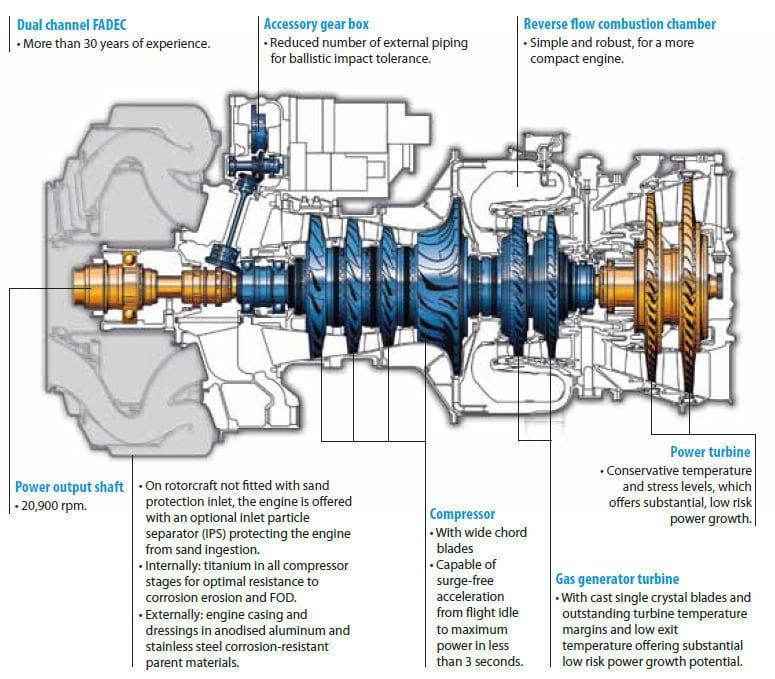 Dual channel FADEC
• More than 30 years of experience.
Accessory gear box
• Reduced number of external piping
for ballistic impact tolerance.
Reverse flow combustion chamber
• Simple and robust, for a more
compact engine.
Power output shaft
• 20,900 rpm.
• On rotorcraft not fitted with sand
protection inlet, the engine is offered
with an optional inlet particle
separator (IPS) protecting the engine
from sand ingestion.
• Internally: titanium in all compressor
stages for optimal resistance to
corrosion erosion and FOD.
• Externally: engine casing and
dressings in anodised aluminum and
stainless steel corrosion-resistant
parent materials.
Compressor
• With wide chord
blades
• Capable of
surge-free
acceleration
from flight idle
to maximum
power in less
than 3 seconds.
Gas generator turbine
• With cast single crystal blades and
outstanding turbine temperature
margins and low exit
temperature offering substantial
low risk power growth potential.
Power turbine
• Conservative temperature
and stress levels, which
offers substantial, low risk
power growth.